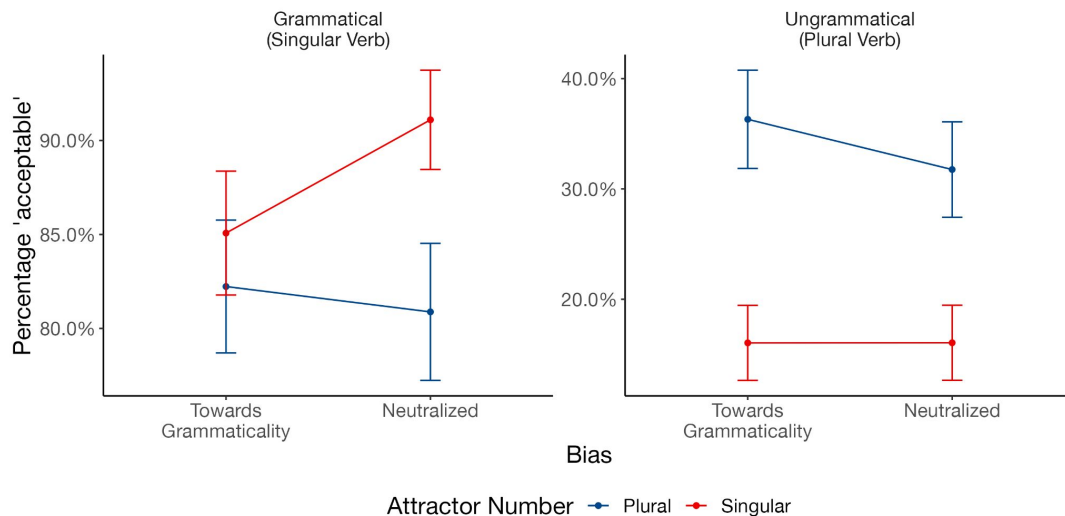 Grammatical
(Singular Verb)
Ungrammatical
(Plural Verb)
Percentage 'acceptable'
90.0%
85.0%
80.0%
40.0%
30.0%
20.0%
Towards
Grammaticality
Neutralized
Towards
Grammaticality
Neutralized
Bias
Attractor Number Plural Singular